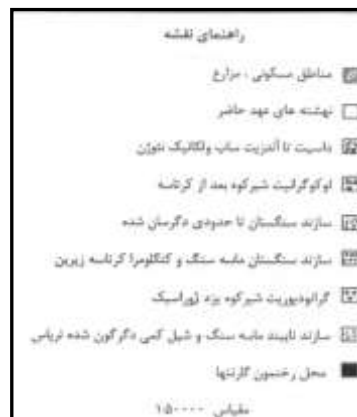 راهنمای نقشه
مناطق مسکونی ، مزارع
نهشته های عهد حاضر
داسیت تا آندزیت ساب ولکانیک نئوژن
لوکوگرانیت شیرکوه بعد از کرتاسه
سازند سنگستان تا حدودی دگرسان شده
سازند سنگستان ماسه سنگ و کنگلومرا کرتاسه زیرین
گرانودیوریت شیرکوه یزد ژوراسیک
سازند نایبند ماسه سنگ و شیل کمی دگرگون شده تریاس
محل رخنمون گارنتها
مقیاس ۱:۵۰۰۰۰